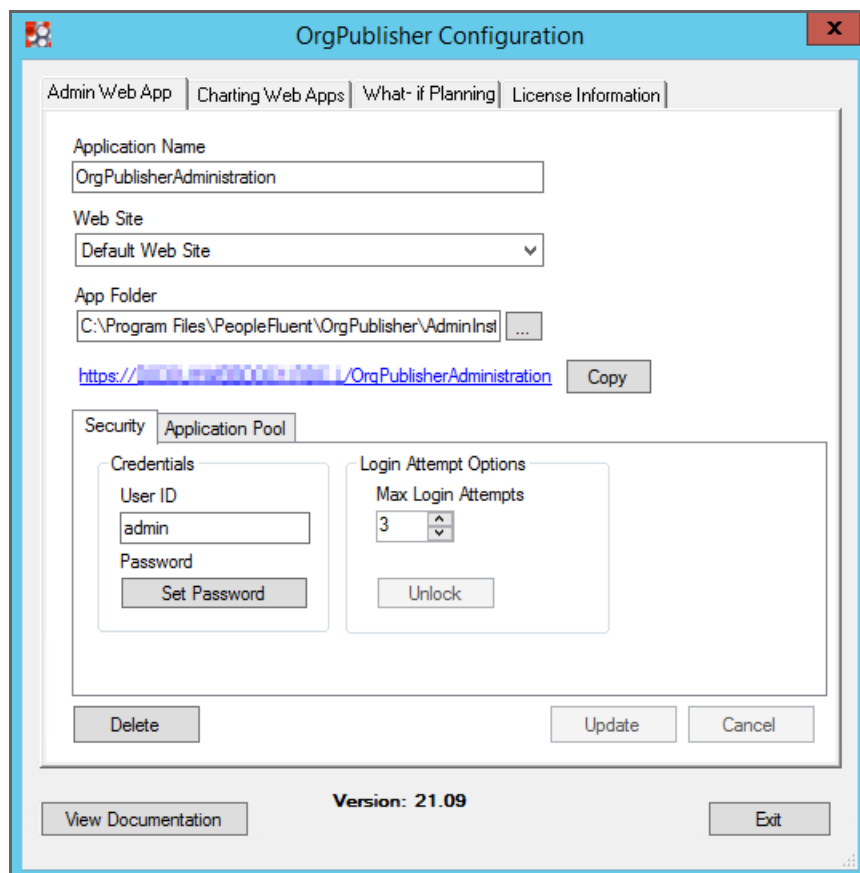 OrgPublisher Configuration
x
Admin Web App Charting Web Apps What- if Planning License Information
Application Name
OrgPublisherAdministration
Web Site
Default Web Site
App Folder
C:\Program Files\PeopleFluent\OrgPublisher\AdminInst ...
https:// /OrgPublisherAdministration Copy
Security Application Pool
Credentials Login Attempt Options
User ID Max Login Attempts
admin 3
Password
Set Password Unlock
Delete Update Cancel
Version: 21.09
View Documentation Exit